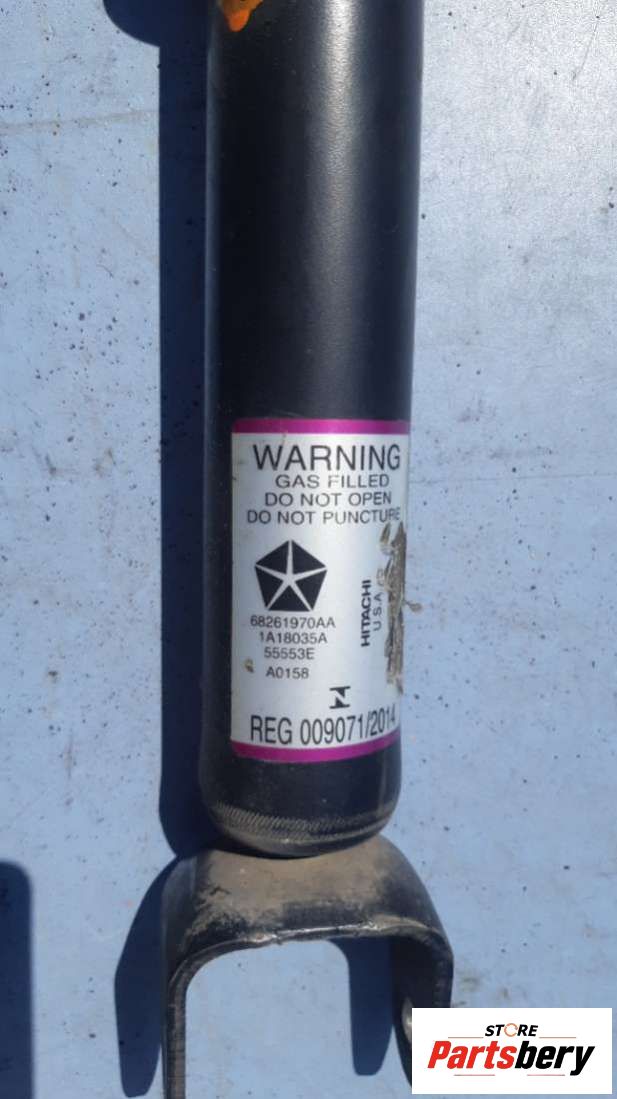 WARNING
GAS FILLED
DO NOT OPEN
DO NOT PUNCTURE
68261970AA
1A18035A
55553E
A0158
HITACHI
U.S.A.
N
REG 009071/2014
STORE
Partsbery